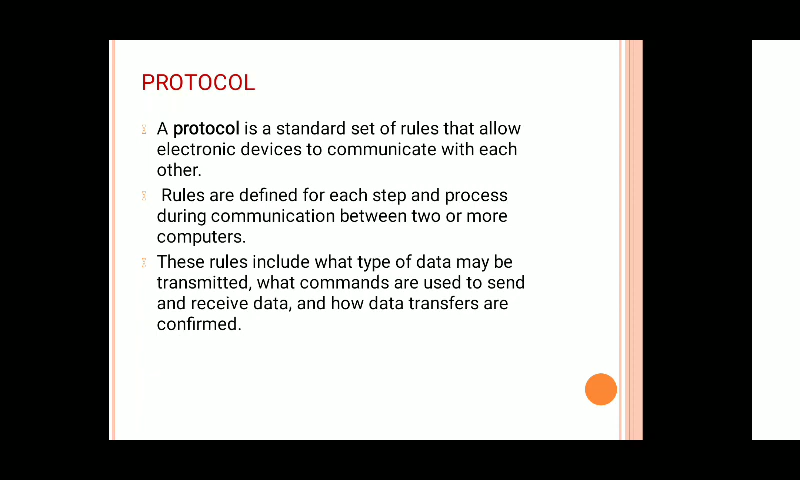 PROTOCOL
A protocol is a standard set of rules that allow
electronic devices to communicate with each
other.
Rules are defined for each step and process
during communication between two or more
computers.
These rules include what type of data may be
transmitted, what commands are used to send
and receive data, and how data transfers are
confirmed.